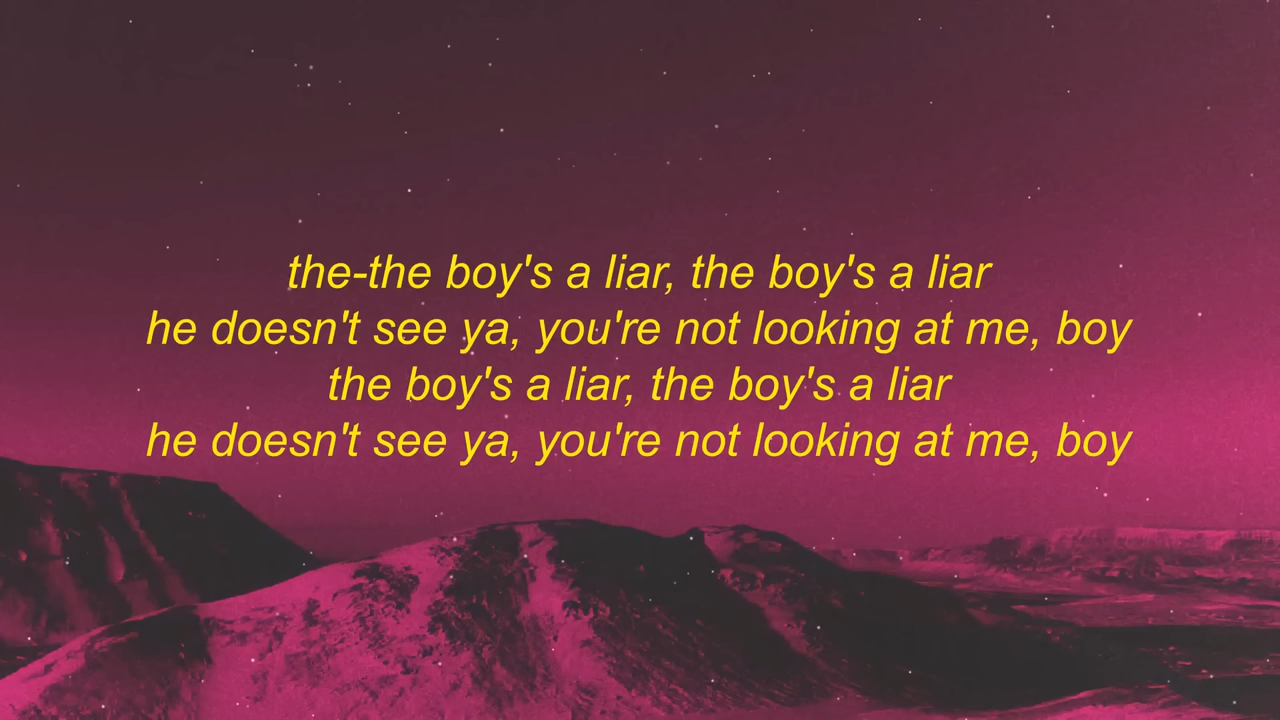 the-the boy's a liar, the boy's a liar
he doesn't see ya, you're not looking at me, boy
the boy's a liar, the boy's a liar
he doesn't see ya, you're not looking at me, boy